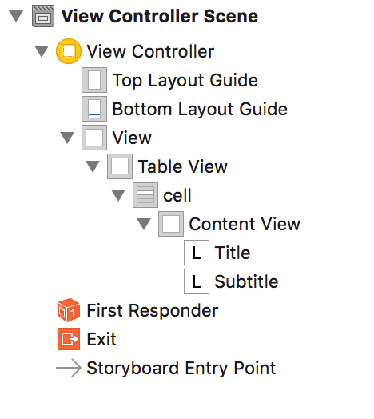 View Controller Scene
View Controller
Top Layout Guide
Bottom Layout Guide
View
Table View
cell
Content View
L Title
L Subtitle
First Responder
Exit
Storyboard Entry Point